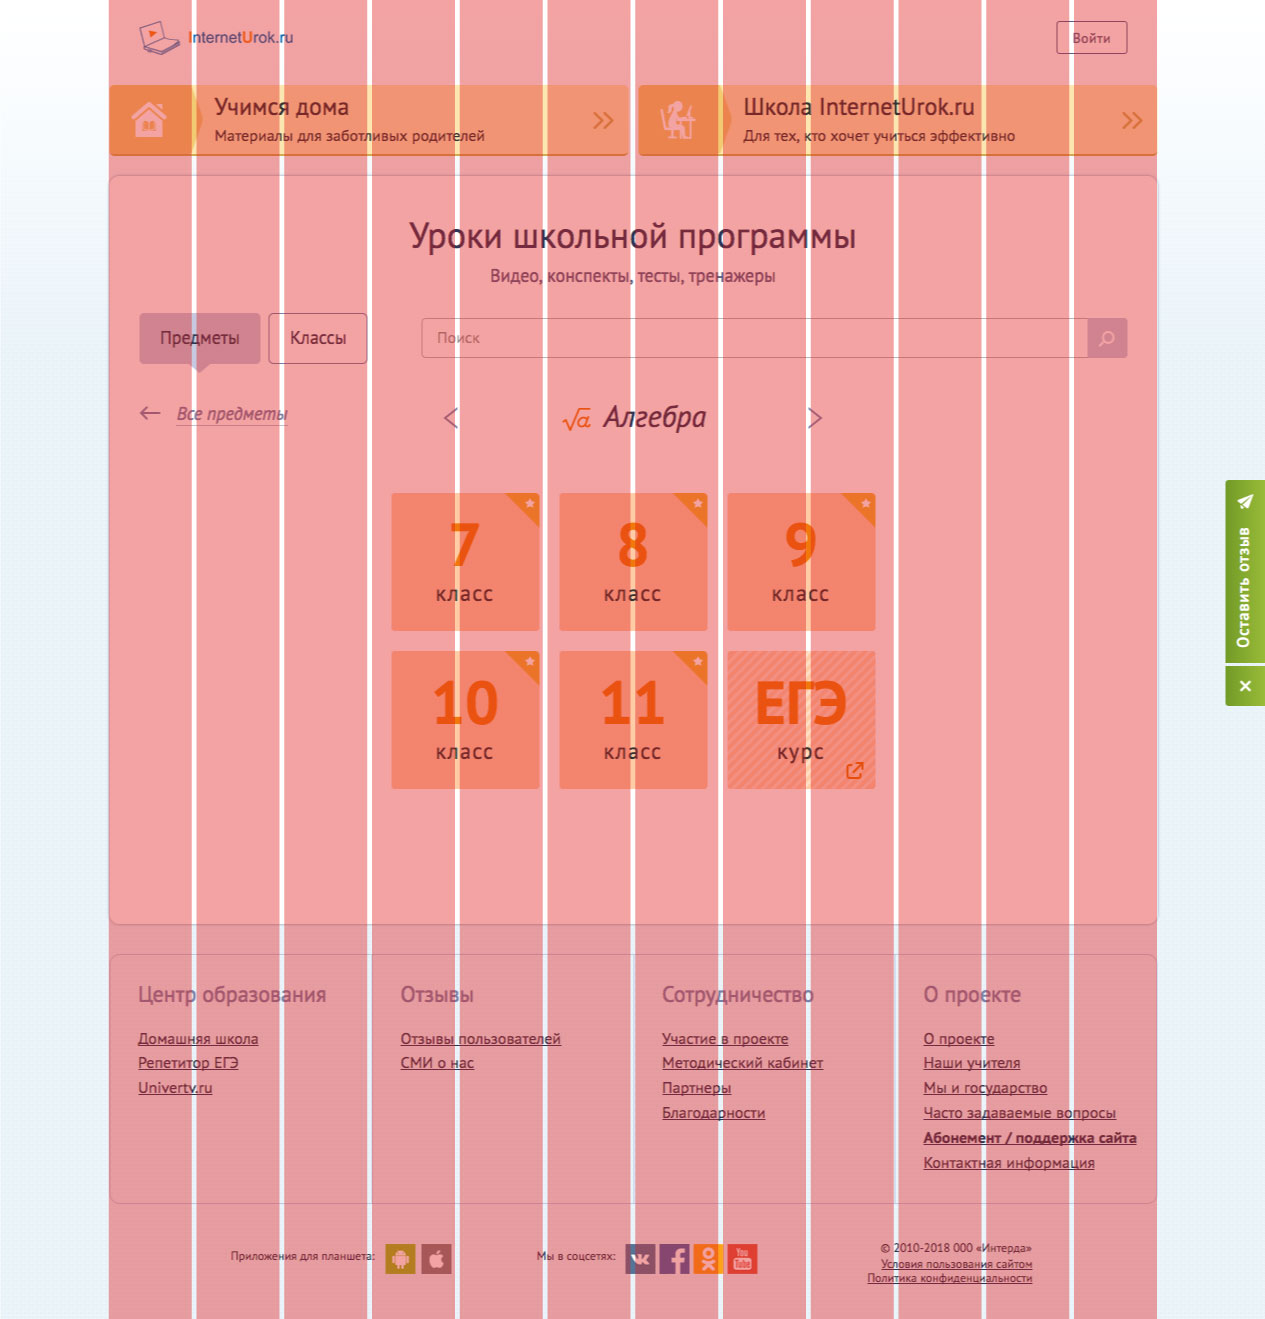 InternetUrok.ru
Войти
Учимся дома
Материалы для заботливых родителей
Школа InternetUrok.ru
Для тех, кто хочет учиться эффективно
Уроки школьной программы
Видео, конспекты, тесты, тренажеры
Предметы
Классы
Поиск
Все предметы
√a Алгебра
7
класс
8
класс
9
класс
10
класс
11
класс
ЕГЭ
курс
Оставить отзыв
Центр образования
Домашняя школа
Репетитор ЕГЭ
Univertv.ru
Отзывы
Отзывы пользователей
СМИ о нас
Сотрудничество
Участие в проекте
Методический кабинет
Партнеры
Благодарности
О проекте
О проекте
Наши учителя
Мы и государство
Часто задаваемые вопросы
Абонемент / поддержка сайта
Контактная информация
Приложения для планшета:
Мы в соцсетях:
You
Tube
© 2010-2018 ООО «Интерда»
Условия пользования сайтом
Политика конфиденциальности